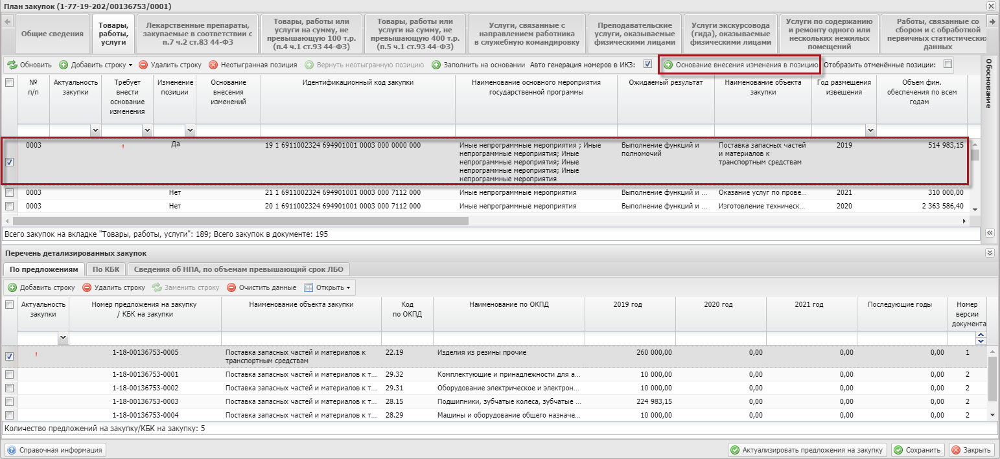 План закупок (1-77-19-202/00136753/0001)
Общие сведения
Товары,
работы,
услуги
Лекарственные препараты,
закупаемые в соответствии с
п.7 ч.2 ст.83 44-ФЗ
Товары, работы или
услуги на сумму, не
превышающую 100 т.р.
(п.4 ч.1 ст.93 44-ФЗ)
Товары, работы или
услуги на сумму, не
превышающую 400 т.р.
(п.5 ч.1 ст.93 44-ФЗ)
Услуги, связанные с
направлением работника
в служебную командировку
Преподавательские
услуги, оказываемые
физическими лицами
Услуги экскурсовода
(гида), оказываемые
физическими лицами
Услуги по содержанию
и ремонту одного или
нескольких нежилых
помещений
Работы, связанные со
сбором и с обработкой
первичных статистических
данных
Обновить Добавить строку Удалить строку Неотыгранная позиция Вернуть неотыгранную позицию Заполнить на основании Авто генерация номеров в ИКЗ: Основание внесения изменения в позицию Отобразить отменённые позиции:
Обоснование
№
п/п
Актуальность
закупки
Требует
внести
основание
изменения
Изменение
позиции
Основание
внесения
изменений
Идентификационный код закупки
Наименование основного мероприятия
государственной программы
Ожидаемый результат
Наименование объекта
закупки
Год размещения
извещения
Объем фин.
обеспечения по всем
годам
0003 ! Да 19 1 6911002324 694901001 0003 000 0000 000
Иные непрограммные мероприятия ; Иные
непрограммные мероприятия; Иные
непрограммные мероприятия; Иные
непрограммные мероприятия; Иные
непрограммные мероприятия
Выполнение функций и
полномочий
Поставка запасных частей
и материалов к
транспортным средствам
2019 514 983,15
0003 Нет 21 1 6911002324 694901001 0003 000 7112 000 Иные непрограммные мероприятия Выполнение функций и ... Оказание услуг по прове... 2021 310 000,00
0003 Нет 20 1 6911002324 694901001 0003 000 7112 000 Иные непрограммные мероприятия Выполнение функций и ... Изготовление техническ... 2020 2 363 586,40
Всего закупок на вкладке "Товары, работы, услуги": 189; Всего закупок в документе: 195
Перечень детализированных закупок
По предложениям По КБК Сведения об НПА, по объемам превышающий срок ЛБО
Добавить строку Удалить строку Заменить строку Очистить данные Открыть
Актуальность
закупки
Номер предложения на закупку
/ КБК на закупки
Наименование объекта закупки
Код
по ОКПД
Наименование по ОКПД
2019 год
2020 год
2021 год
Последующие годы
Номер
версии
документа
! 1-18-00136753-0005
Поставка запасных частей и материалов к
транспортным средствам
22.19 Изделия из резины прочие 260 000,00 0,00 0,00 0,00 1
1-18-00136753-0001 Поставка запасных частей и материалов к т... 29.32 Комплектующие и принадлежности для а... 10 000,00 0,00 0,00 0,00 2
1-18-00136753-0002 Поставка запасных частей и материалов к т... 29.31 Оборудование электрическое и электрон... 10 000,00 0,00 0,00 0,00 2
1-18-00136753-0003 Поставка запасных частей и материалов к т... 28.15 Подшипники, зубчатые колеса, зубчатые ... 224 983,15 0,00 0,00 0,00 2
1-18-00136753-0004 Поставка запасных частей и материалов к т... 28.29 Машины и оборудование общего назначе... 10 000,00 0,00 0,00 0,00 2
Количество предложений на закупку/КБК на закупку: 5
Справочная информация Актуализировать предложения на закупку Сохранить Закрыть